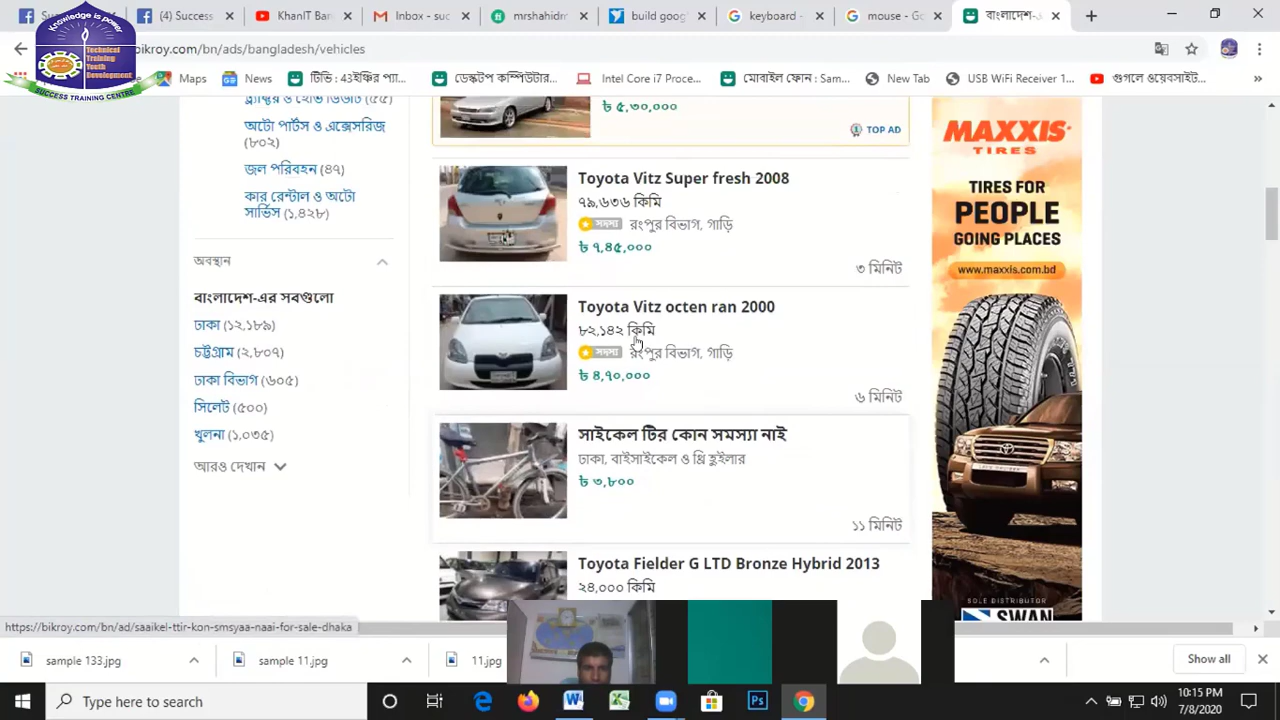 Success
(4) Success
KhanIT Ban
Inbox - suc
mrshahidm
build goog
keyboard
mouse - Go
বাংলাদেশ-এ
bikroy.com/bn/ads/bangladesh/vehicles
Maps
News
টিভি : 43ইঞ্চির প্যা...
ডেস্কটপ কম্পিউটার...
Intel Core i7 Proce...
মোবাইল ফোন : Sam...
New Tab
USB WiFi Receiver 1...
গুগলে ওয়েবসাইট...
Knowledge is power
Technical
Training
Youth
Development
SUCCESS TRAINING CENTRE
(৫৫)
অটো পার্টস ও এক্সেসরিজ
(৮০২)
জল পরিবহন (৪৭)
কার রেন্টাল ও অটো
সার্ভিস (১,৪২৮)
অবস্থান
বাংলাদেশ-এর সবগুলো
ঢাকা (১২,১৮৯)
চট্টগ্রাম (২,৮০৭)
ঢাকা বিভাগ (৬০৫)
সিলেট (৫০০)
খুলনা (১,০৩৫)
আরও দেখান
৳ ৫,৩০,০০০
TOP AD
Toyota Vitz Super fresh 2008
৭৯,৬৩৬ কিমি
সদস্য রংপুর বিভাগ, গাড়ি
৳ ৭,৪৫,০০০
৩ মিনিট
Toyota Vitz octen ran 2000
৮২,১৪২ কিমি
সদস্য রংপুর বিভাগ, গাড়ি
৳ ৪,৭০,০০০
৬ মিনিট
সাইকেল টির কোন সমস্যা নাই
ঢাকা, বাইসাইকেল ও থ্রি হুইলার
৳ ৩,৮০০
১১ মিনিট
Toyota Fielder G LTD Bronze Hybrid 2013
২৪,০০০ কিমি
MAXXIS
TIRES
TIRES FOR
PEOPLE
GOING PLACES
www.maxxis.com.bd
SOLE DISTRIBUTOR
SWAN
https://bikroy.com/bn/ad/saaikel-ttir-kon-smsyaa-naai-for-sale-dhaka
sample 133.jpg
sample 11.jpg
11.jpg
Show all
Type here to search
10:15 PM
7/8/2020